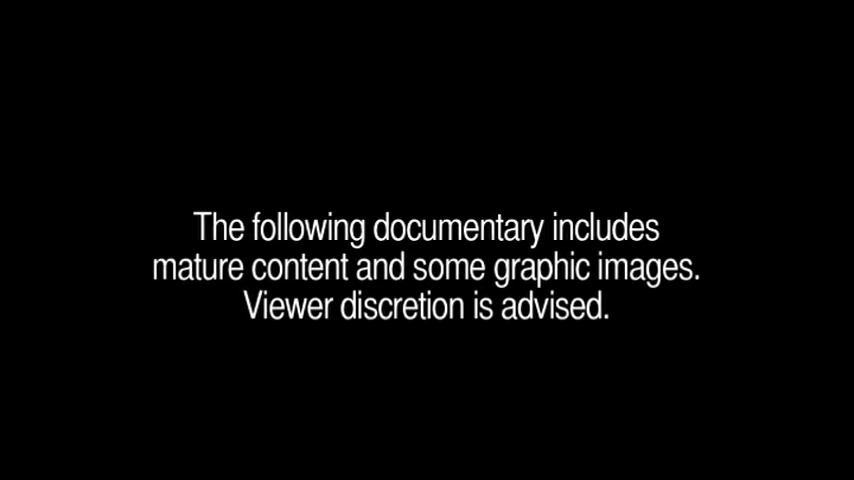 The following documentary includes
mature content and some graphic images.
Viewer discretion is advised.